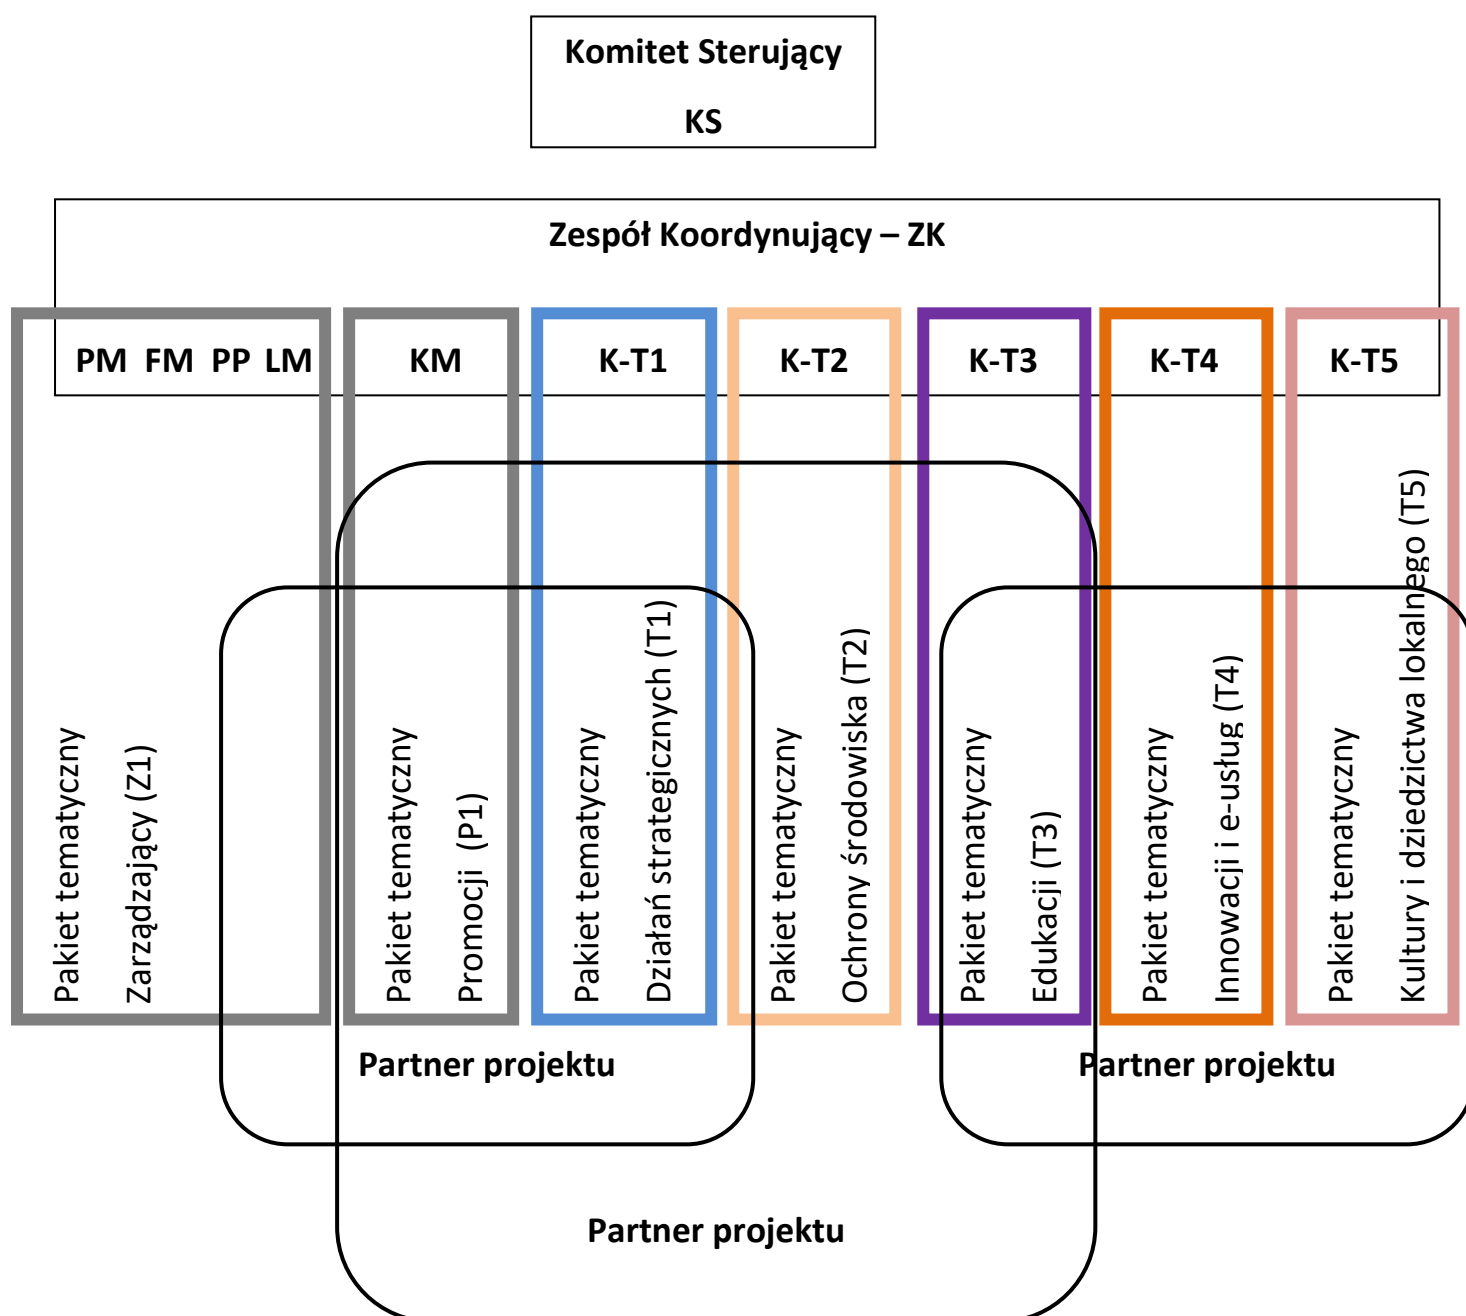 Komitet Sterujący
KS
Zespół Koordynujący – ZK
PM FM PP LM
KM
K-T1
K-T2
K-T3
K-T4
K-T5
Pakiet tematyczny
Zarządzający (Z1)
Pakiet tematyczny
Promocji (P1)
Pakiet tematyczny
Działań strategicznych (T1)
Pakiet tematyczny
Ochrony środowiska (T2)
Pakiet tematyczny
Edukacji (T3)
Pakiet tematyczny
Innowacji i e-usług (T4)
Pakiet tematyczny
Kultury i dziedzictwa lokalnego (T5)
Partner projektu
Partner projektu
Partner projektu